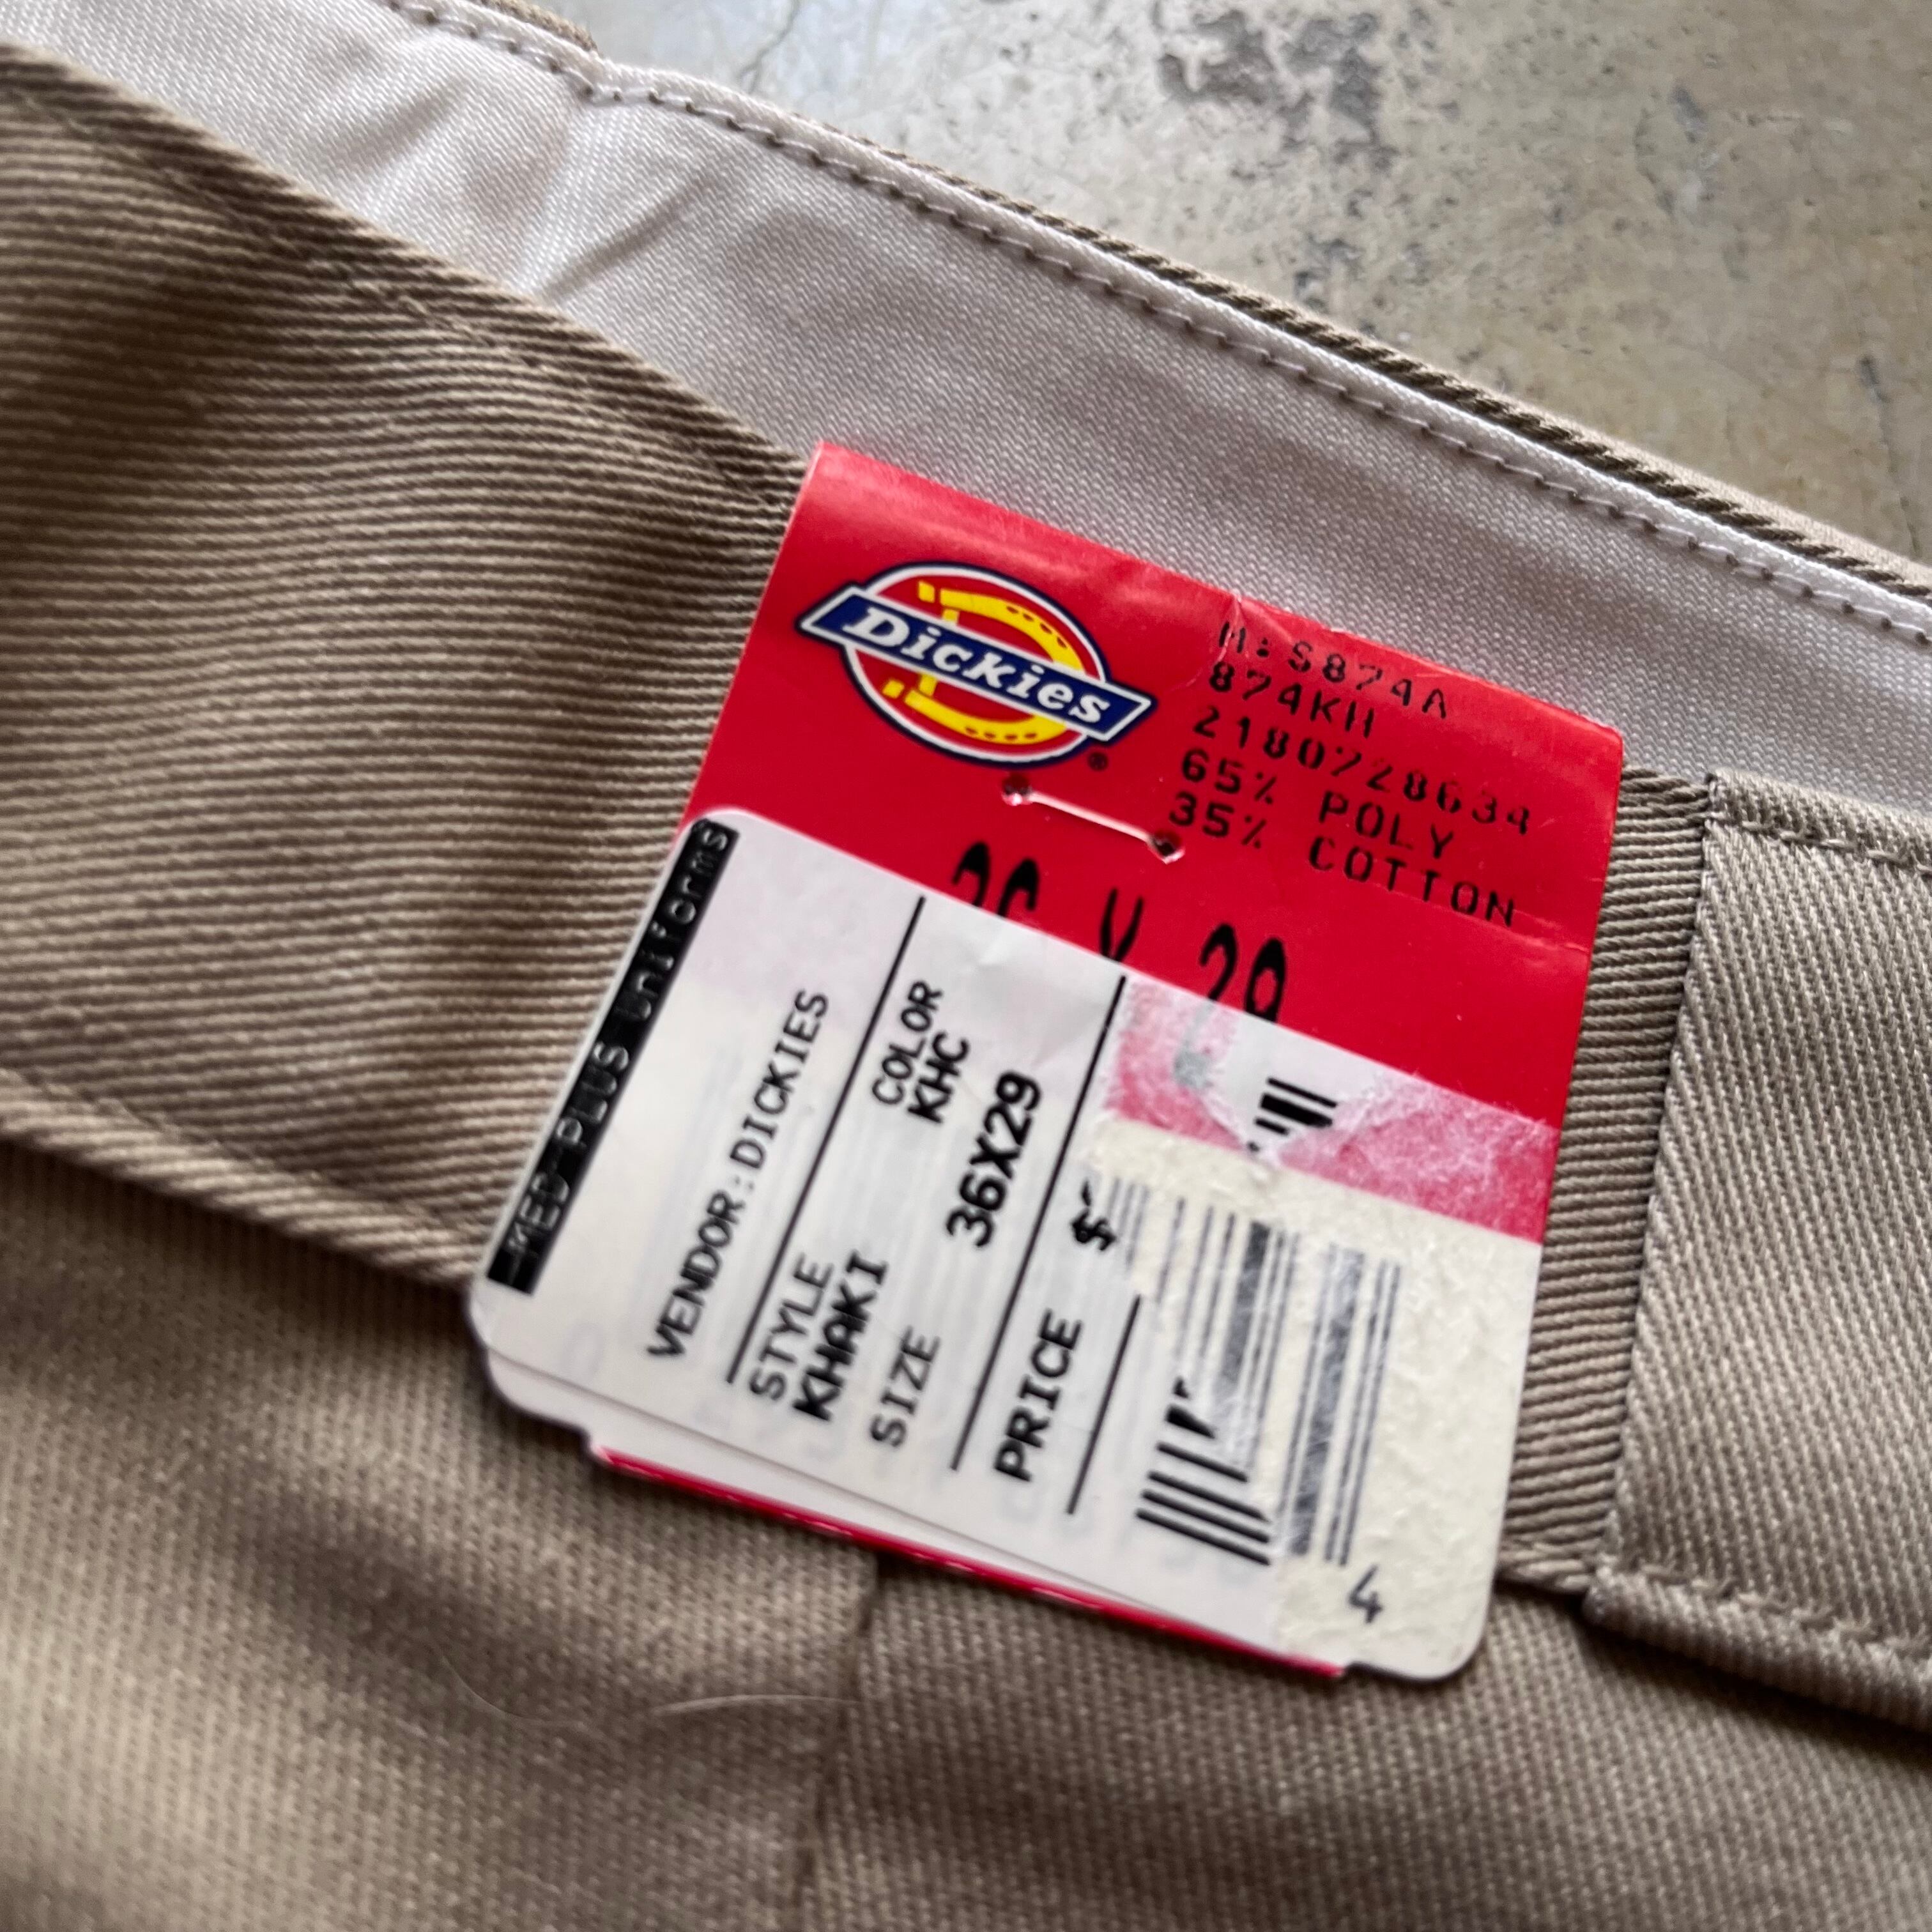 Dickies
®
M:S874A
874KH
2180728634
65% POLY
35% COTTON
MED-PLUS Uniforms
VENDOR:DICKIES
STYLE COLOR
KHAKI KHC
SIZE 36X29
PRICE $
4